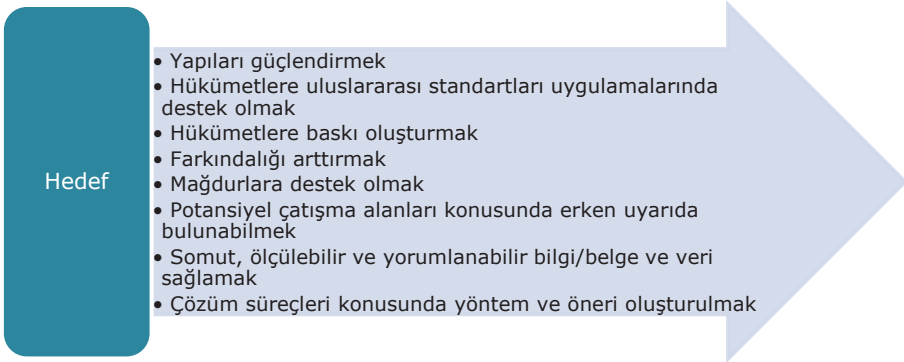 Hedef
• Yapıları güçlendirmek
• Hükümetlere uluslararası standartları uygulamalarında
destek olmak
• Hükümetlere baskı oluşturmak
• Farkındalığı arttırmak
• Mağdurlara destek olmak
• Potansiyel çatışma alanları konusunda erken uyarıda
bulunabilmek
• Somut, ölçülebilir ve yorumlanabilir bilgi/belge ve veri
sağlamak
• Çözüm süreçleri konusunda yöntem ve öneri oluşturulmak